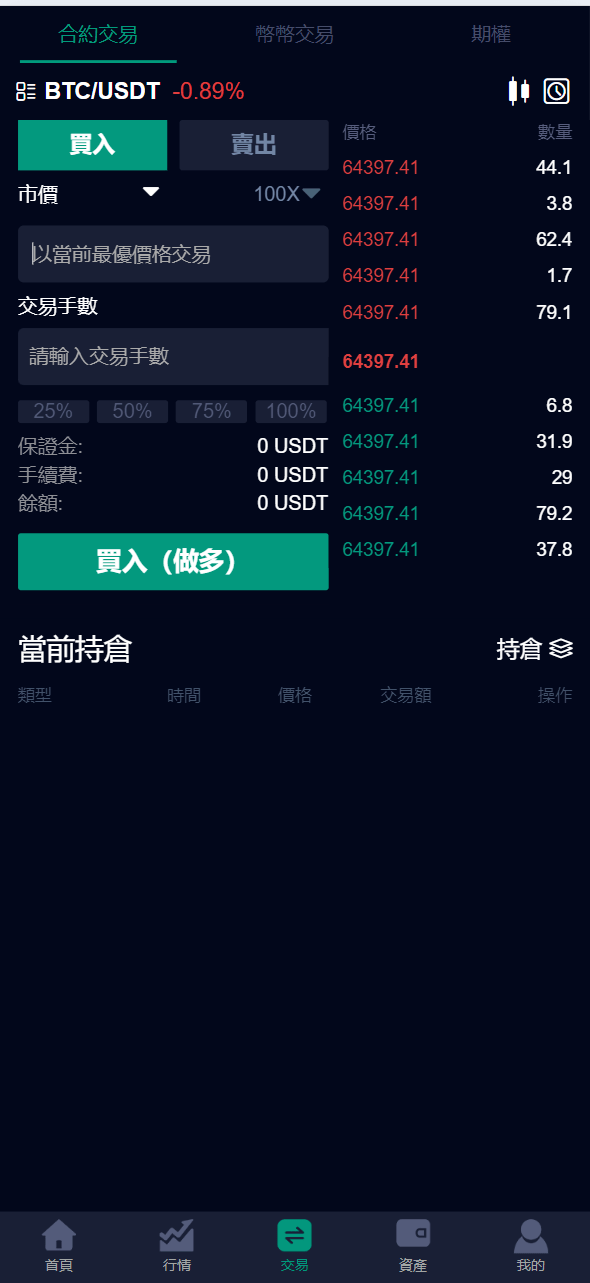 合約交易 幣幣交易 期權
BTC/USDT -0.89%
買入 賣出
市價 100X
以當前最優價格交易
交易手數
請輸入交易手數
25% 50% 75% 100%
保證金: 0 USDT
手續費: 0 USDT
餘額: 0 USDT
買入（做多）
價格 數量
64397.41 44.1
64397.41 3.8
64397.41 62.4
64397.41 1.7
64397.41 79.1
64397.41
64397.41 6.8
64397.41 31.9
64397.41 29
64397.41 79.2
64397.41 37.8
當前持倉 持倉
類型 時間 價格 交易額 操作
首頁 行情 交易 資產 我的